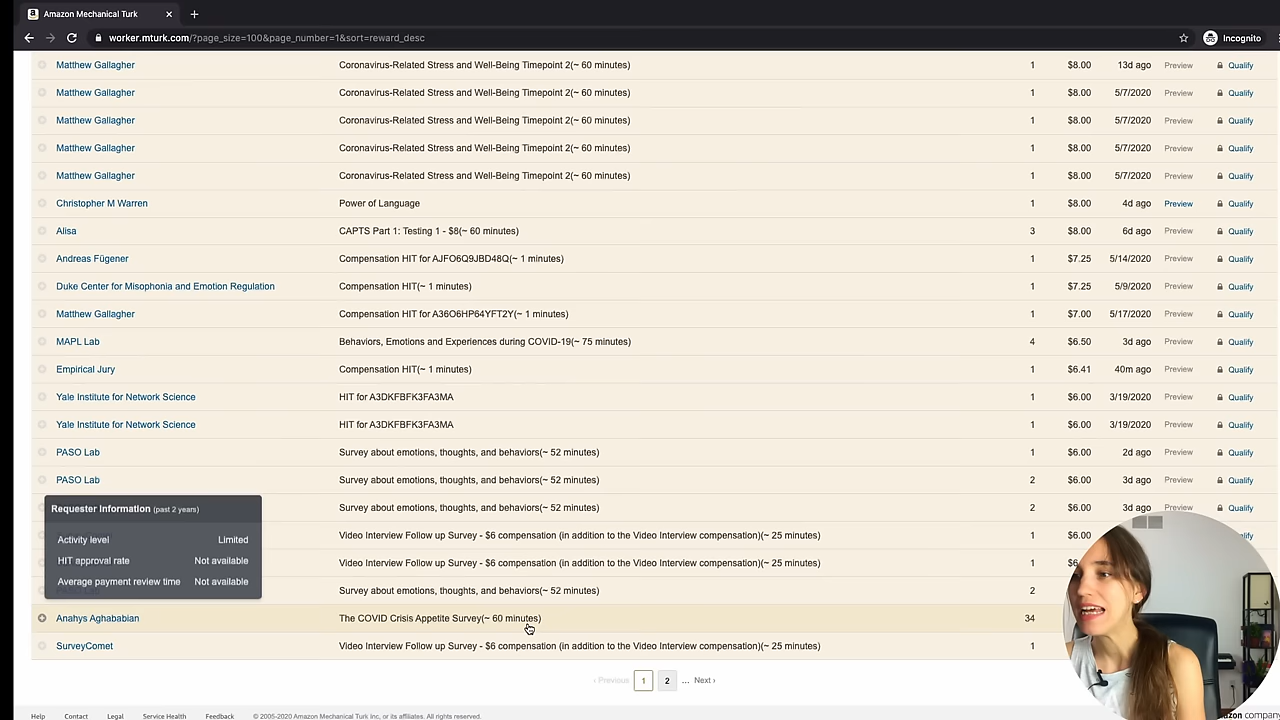 Amazon Mechanical Turk
worker.mturk.com/?page_size=100&page_number=1&sort=reward_desc
Incognito
Matthew Gallagher Coronavirus-Related Stress and Well-Being Timepoint 2(~ 60 minutes) 1 $8.00 13d ago Preview Qualify
Matthew Gallagher Coronavirus-Related Stress and Well-Being Timepoint 2(~ 60 minutes) 1 $8.00 5/7/2020 Preview Qualify
Matthew Gallagher Coronavirus-Related Stress and Well-Being Timepoint 2(~ 60 minutes) 1 $8.00 5/7/2020 Preview Qualify
Matthew Gallagher Coronavirus-Related Stress and Well-Being Timepoint 2(~ 60 minutes) 1 $8.00 5/7/2020 Preview Qualify
Matthew Gallagher Coronavirus-Related Stress and Well-Being Timepoint 2(~ 60 minutes) 1 $8.00 5/7/2020 Preview Qualify
Christopher M Warren Power of Language 1 $8.00 4d ago Preview Qualify
Alisa CAPTS Part 1: Testing 1 - $8(~ 60 minutes) 3 $8.00 6d ago Preview Qualify
Andreas Fügener Compensation HIT for AJFO6Q9JBD48Q(~ 1 minutes) 1 $7.25 5/14/2020 Preview Qualify
Duke Center for Misophonia and Emotion Regulation Compensation HIT(~ 1 minutes) 1 $7.25 5/9/2020 Preview Qualify
Matthew Gallagher Compensation HIT for A36O6HP64YFT2Y(~ 1 minutes) 1 $7.00 5/17/2020 Preview Qualify
MAPL Lab Behaviors, Emotions and Experiences during COVID-19(~ 75 minutes) 4 $6.50 3d ago Preview Qualify
Empirical Jury Compensation HIT(~ 1 minutes) 1 $6.41 40m ago Preview Qualify
Yale Institute for Network Science HIT for A3DKFBFK3FA3MA 1 $6.00 3/19/2020 Preview Qualify
Yale Institute for Network Science HIT for A3DKFBFK3FA3MA 1 $6.00 3/19/2020 Preview Qualify
PASO Lab Survey about emotions, thoughts, and behaviors(~ 52 minutes) 1 $6.00 2d ago Preview Qualify
PASO Lab Survey about emotions, thoughts, and behaviors(~ 52 minutes) 2 $6.00 3d ago Preview Qualify
Survey about emotions, thoughts, and behaviors(~ 52 minutes) 2 $6.00 3d ago Preview Qualify
Video Interview Follow up Survey - $6 compensation (in addition to the Video Interview compensation)(~ 25 minutes) 1 $6.00 Qualify
Video Interview Follow up Survey - $6 compensation (in addition to the Video Interview compensation)(~ 25 minutes) 1 $6
Survey about emotions, thoughts, and behaviors(~ 52 minutes) 2
Requester Information (past 2 years)
Activity level Limited
HIT approval rate Not available
Average payment review time Not available
Anahys Aghababian The COVID Crisis Appetite Survey(~ 60 minutes) 34
SurveyComet Video Interview Follow up Survey - $6 compensation (in addition to the Video Interview compensation)(~ 25 minutes) 1
‹ Previous 1 2 ... Next ›
Help Contact Legal Service Health Feedback © 2005-2020 Amazon Mechanical Turk Inc, or its affiliates. All rights reserved.